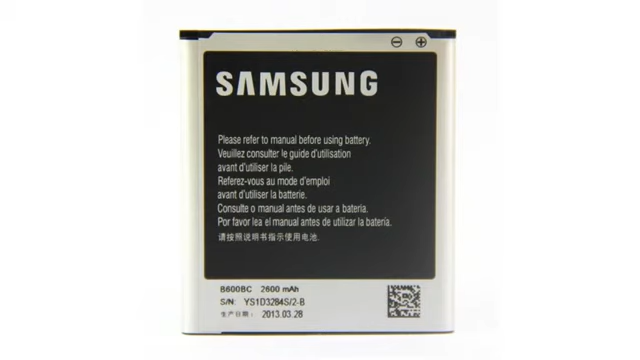 SAMSUNG
Please refer to manual before using battery.
Veuillez consulter le guide d'utilisation
avant d'utiliser la pile.
Referez-vous au mode d'emploi
avant d'utiliser la batterie.
Consulte o manual antes de usar a bateria.
Por favor lea el manual antes de utilizar la batería.
请按照说明书指示使用电池.
B600BC 2600 mAh
S/N: YS1D3284S/2-B
生产日期: 2013.03.28